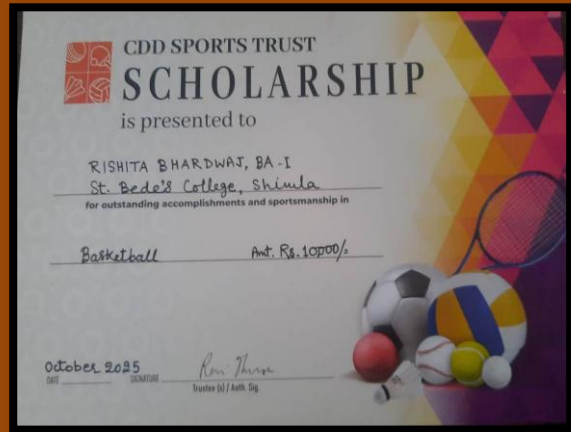 CDD SPORTS TRUST
SCHOLARSHIP
is presented to
RISHITA BHARDWAJ, BA-I
St. Bede's College, Shimla
for outstanding accomplishments and sportsmanship in
Basketball Amt. Rs. 10000/-
October 2025
DATE SIGNATURE
Trustee (s) / Auth. Sig.